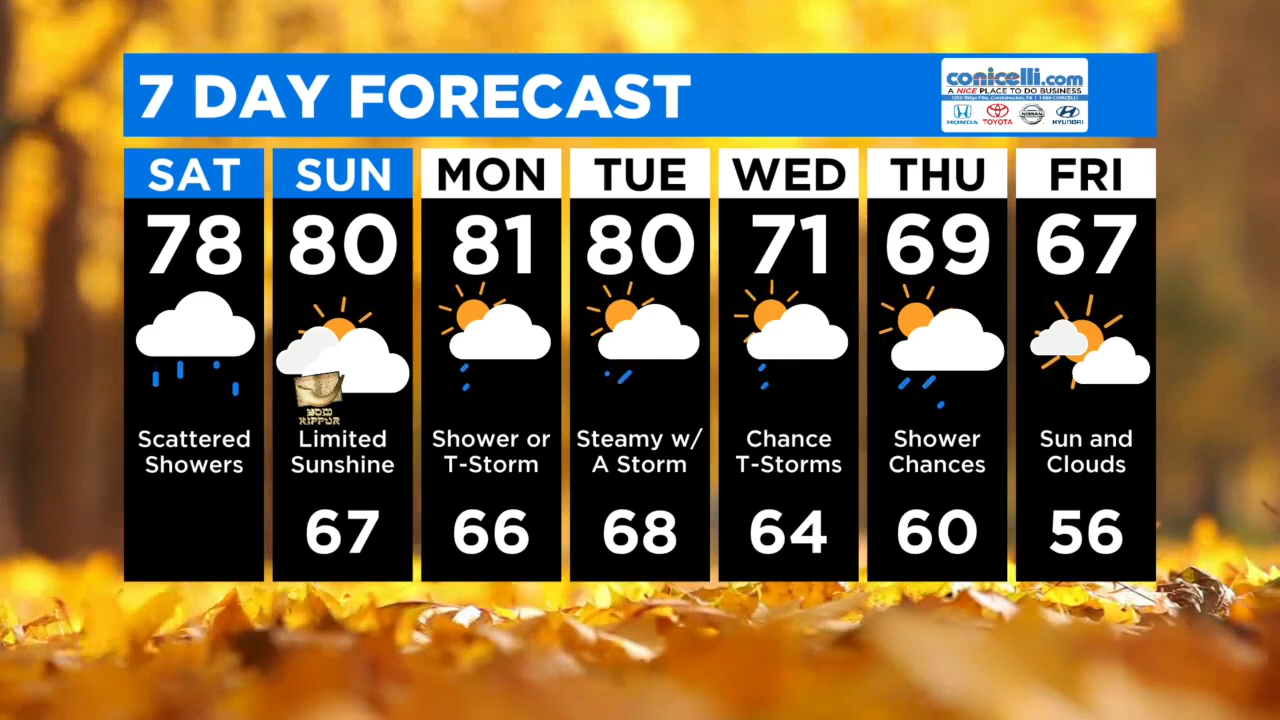 7 DAY FORECAST
conicelli.com
A NICE PLACE TO DO BUSINESS
HONDA TOYOTA NISSAN HYUNDAI
SAT SUN MON TUE WED THU FRI
78 80 81 80 71 69 67
YOM
KIPPUR
Scattered Limited Shower or Steamy w/ Chance Shower Sun and
Showers Sunshine T-Storm A Storm T-Storms Chances Clouds
67 66 68 64 60 56